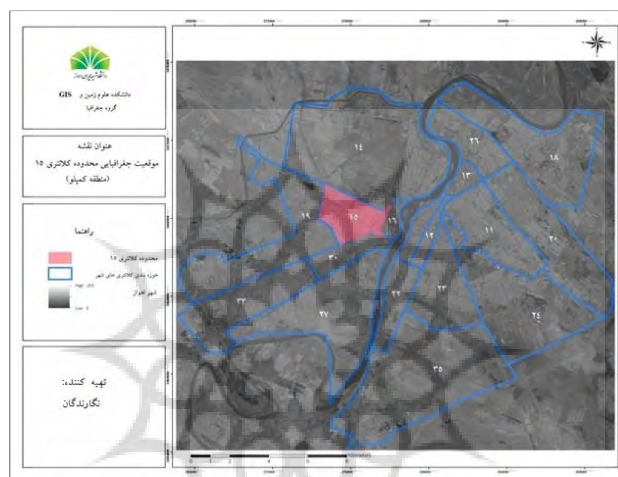 دانشکده علوم زمین و GIS
گروه جغرافیا
عنوان نقشه
موقعیت جغرافیایی محدوده کلانتری ۱۵
(منطقه کمپلو)
راهنما
محدوده کلانتری ۱۵
حوزه بندی کلانتری های شهر
شهر اهواز
تهیه کننده:
نگارندگان
۱۴
۲۶
۱۸
۱۳
۱۹
۱۵
۱۶
۱۲
۱۱
۲۰
۳۰
۳۳
۲۷
۲۲
۲۳
۲۴
۳۵